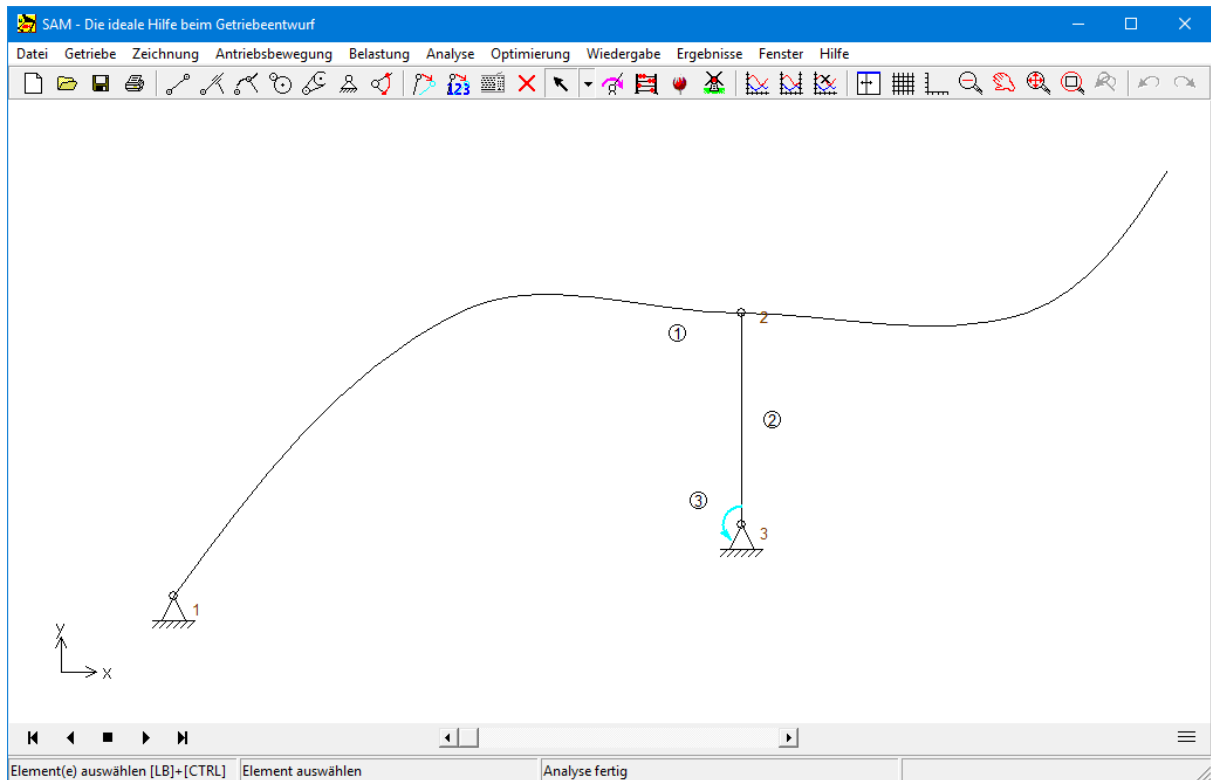 SAM - Die ideale Hilfe beim Getriebeentwurf
Datei Getriebe Zeichnung Antriebsbewegung Belastung Analyse Optimierung Wiedergabe Ergebnisse Fenster Hilfe
123
① 2
②
③
3
1
y
x
Element(e) auswählen [LB]+[CTRL] Element auswählen Analyse fertig